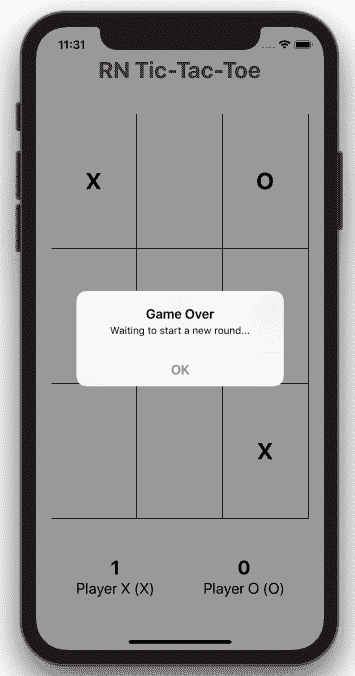 11:31
RN Tic-Tac-Toe
X O
Game Over
Waiting to start a new round...
OK
X
1 0
Player X (X) Player O (O)